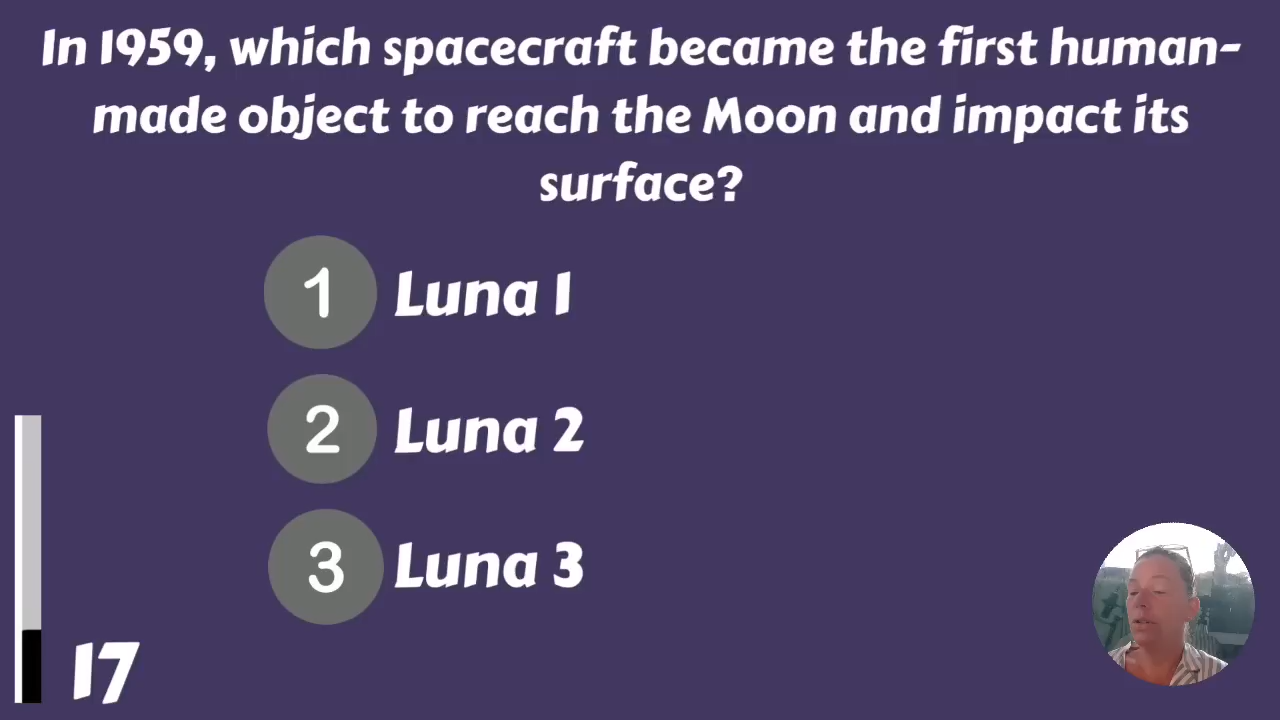 In 1959, which spacecraft became the first human-
made object to reach the Moon and impact its
surface?
1 Luna 1
2 Luna 2
3 Luna 3
17